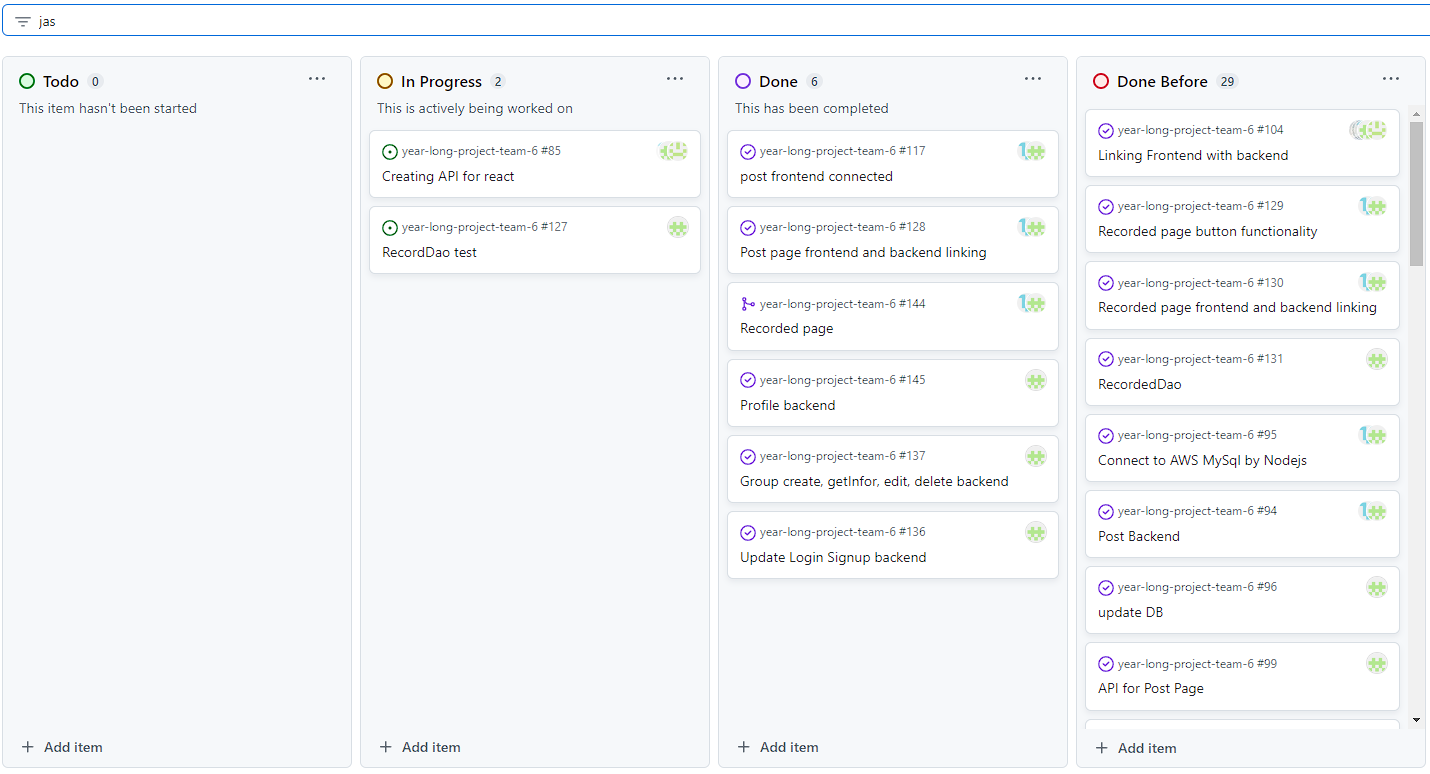 jas
Todo 0
This item hasn't been started
Add item
In Progress 2
This is actively being worked on
year-long-project-team-6 #85
Creating API for react
year-long-project-team-6 #127
RecordDao test
Add item
Done 6
This has been completed
year-long-project-team-6 #117
post frontend connected
year-long-project-team-6 #128
Post page frontend and backend linking
year-long-project-team-6 #144
Recorded page
year-long-project-team-6 #145
Profile backend
year-long-project-team-6 #137
Group create, getInfor, edit, delete backend
year-long-project-team-6 #136
Update Login Signup backend
Add item
Done Before 29
year-long-project-team-6 #104
Linking Frontend with backend
year-long-project-team-6 #129
Recorded page button functionality
year-long-project-team-6 #130
Recorded page frontend and backend linking
year-long-project-team-6 #131
RecordedDao
year-long-project-team-6 #95
Connect to AWS MySql by Nodejs
year-long-project-team-6 #94
Post Backend
year-long-project-team-6 #96
update DB
year-long-project-team-6 #99
API for Post Page
Add item